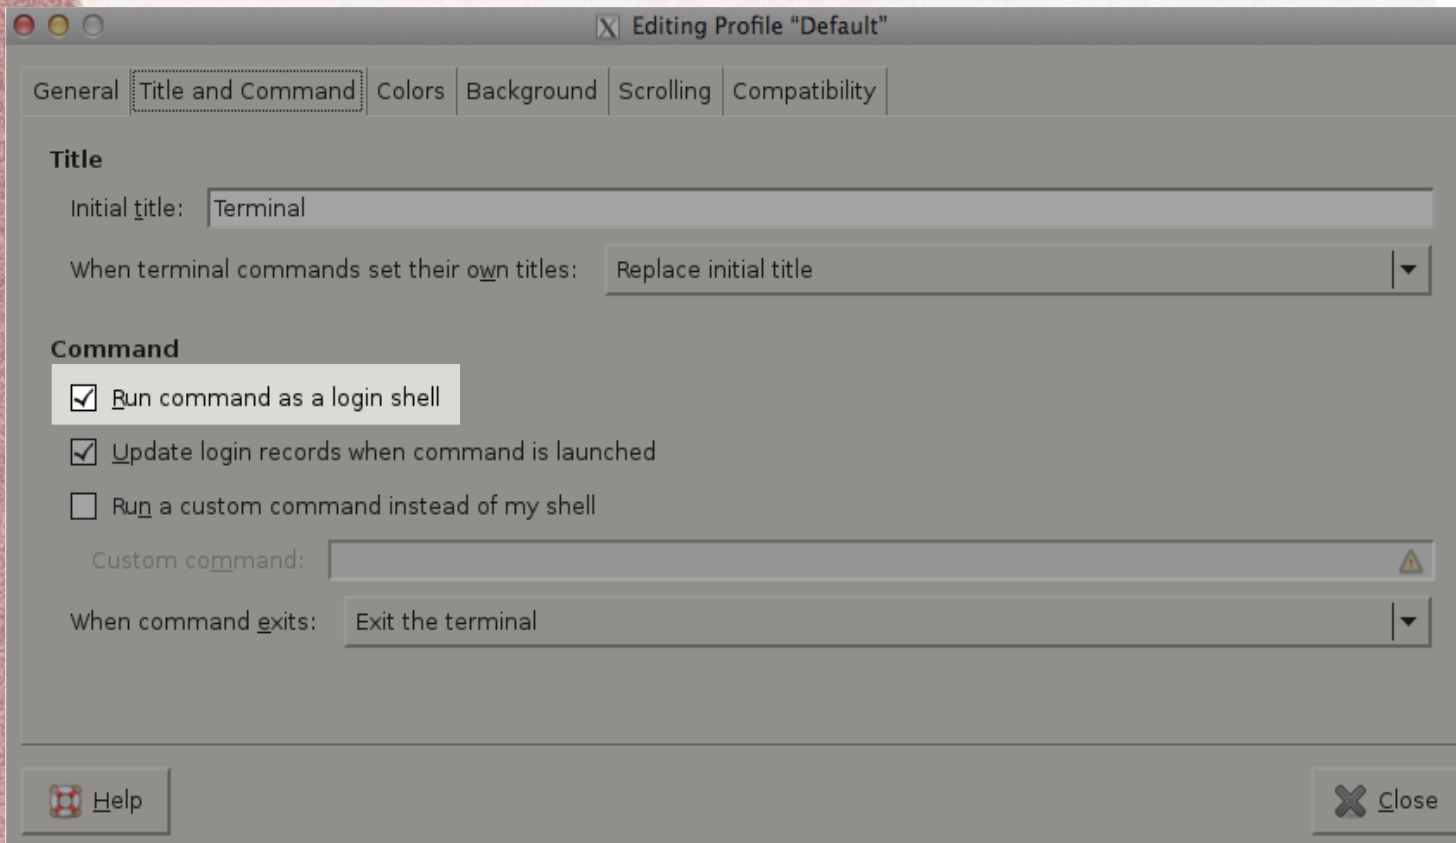 Editing Profile “Default”
General Title and Command Colors Background Scrolling Compatibility
Title
Initial title: Terminal
When terminal commands set their own titles: Replace initial title
Command
Run command as a login shell
Update login records when command is launched
Run a custom command instead of my shell
Custom command:
When command exits: Exit the terminal
Help Close